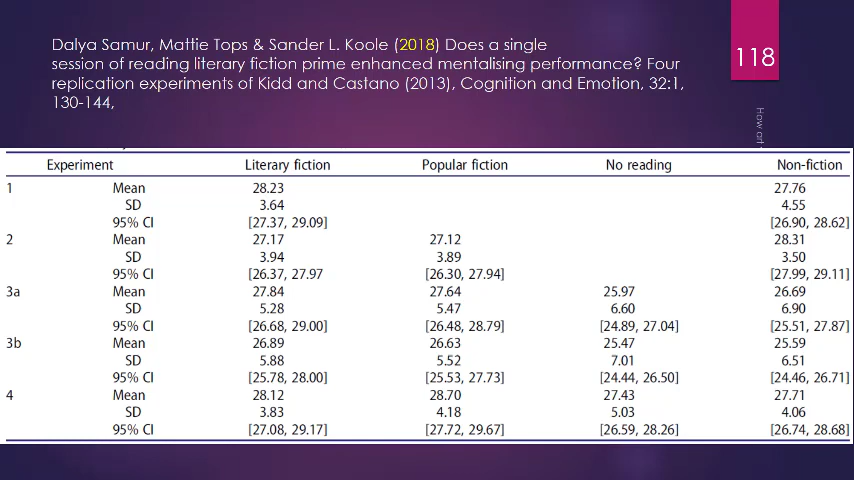 Dalya Samur, Mattie Tops & Sander L. Koole (2018) Does a single
session of reading literary fiction prime enhanced mentalising performance? Four
replication experiments of Kidd and Castano (2013), Cognition and Emotion, 32:1,
130-144,
118
How art
Experiment Literary fiction Popular fiction No reading Non-fiction
1 Mean 28.23 27.76
SD 3.64 4.55
95% CI [27.37, 29.09] [26.90, 28.62]
2 Mean 27.17 27.12 28.31
SD 3.94 3.89 3.50
95% CI [26.37, 27.97 [26.30, 27.94] [27.99, 29.11]
3a Mean 27.84 27.64 25.97 26.69
SD 5.28 5.47 6.60 6.90
95% CI [26.68, 29.00] [26.48, 28.79] [24.89, 27.04] [25.51, 27.87]
3b Mean 26.89 26.63 25.47 25.59
SD 5.88 5.52 7.01 6.51
95% CI [25.78, 28.00] [25.53, 27.73] [24.44, 26.50] [24.46, 26.71]
4 Mean 28.12 28.70 27.43 27.71
SD 3.83 4.18 5.03 4.06
95% CI [27.08, 29.17] [27.72, 29.67] [26.59, 28.26] [26.74, 28.68]